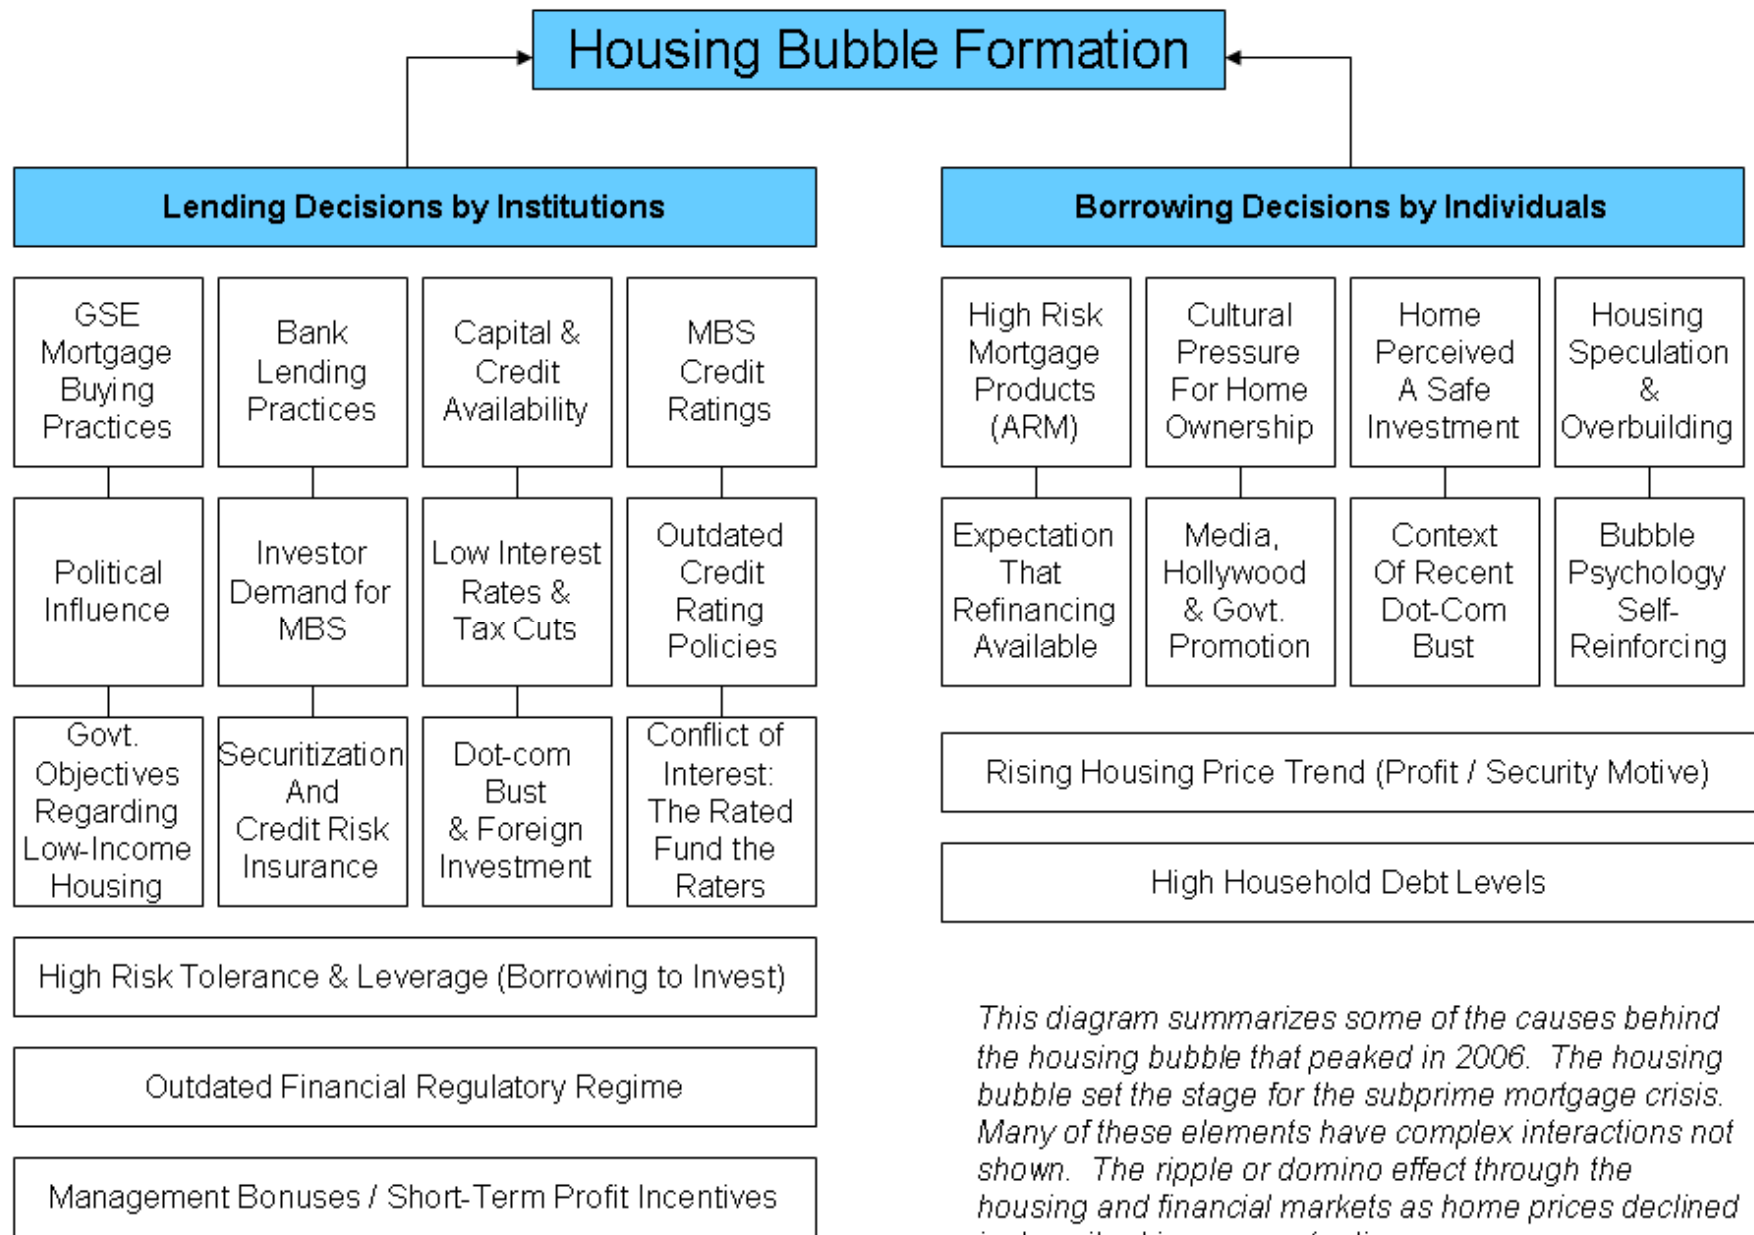 Housing Bubble Formation
Lending Decisions by Institutions
Borrowing Decisions by Individuals
GSE
Mortgage
Buying
Practices
Bank
Lending
Practices
Capital &
Credit
Availability
MBS
Credit
Ratings
High Risk
Mortgage
Products
(ARM)
Cultural
Pressure
For Home
Ownership
Home
Perceived
A Safe
Investment
Housing
Speculation
&
Overbuilding
Political
Influence
Investor
Demand for
MBS
Low Interest
Rates &
Tax Cuts
Outdated
Credit
Rating
Policies
Expectation
That
Refinancing
Available
Media,
Hollywood
& Govt.
Promotion
Context
Of Recent
Dot-Com
Bust
Bubble
Psychology
Self-
Reinforcing
Govt.
Objectives
Regarding
Low-Income
Housing
Securitization
And
Credit Risk
Insurance
Dot-com
Bust
& Foreign
Investment
Conflict of
Interest:
The Rated
Fund the
Raters
Rising Housing Price Trend (Profit / Security Motive)
High Household Debt Levels
High Risk Tolerance & Leverage (Borrowing to Invest)
Outdated Financial Regulatory Regime
Management Bonuses / Short-Term Profit Incentives
This diagram summarizes some of the causes behind
the housing bubble that peaked in 2006. The housing
bubble set the stage for the subprime mortgage crisis.
Many of these elements have complex interactions not
shown. The ripple or domino effect through the
housing and financial markets as home prices declined